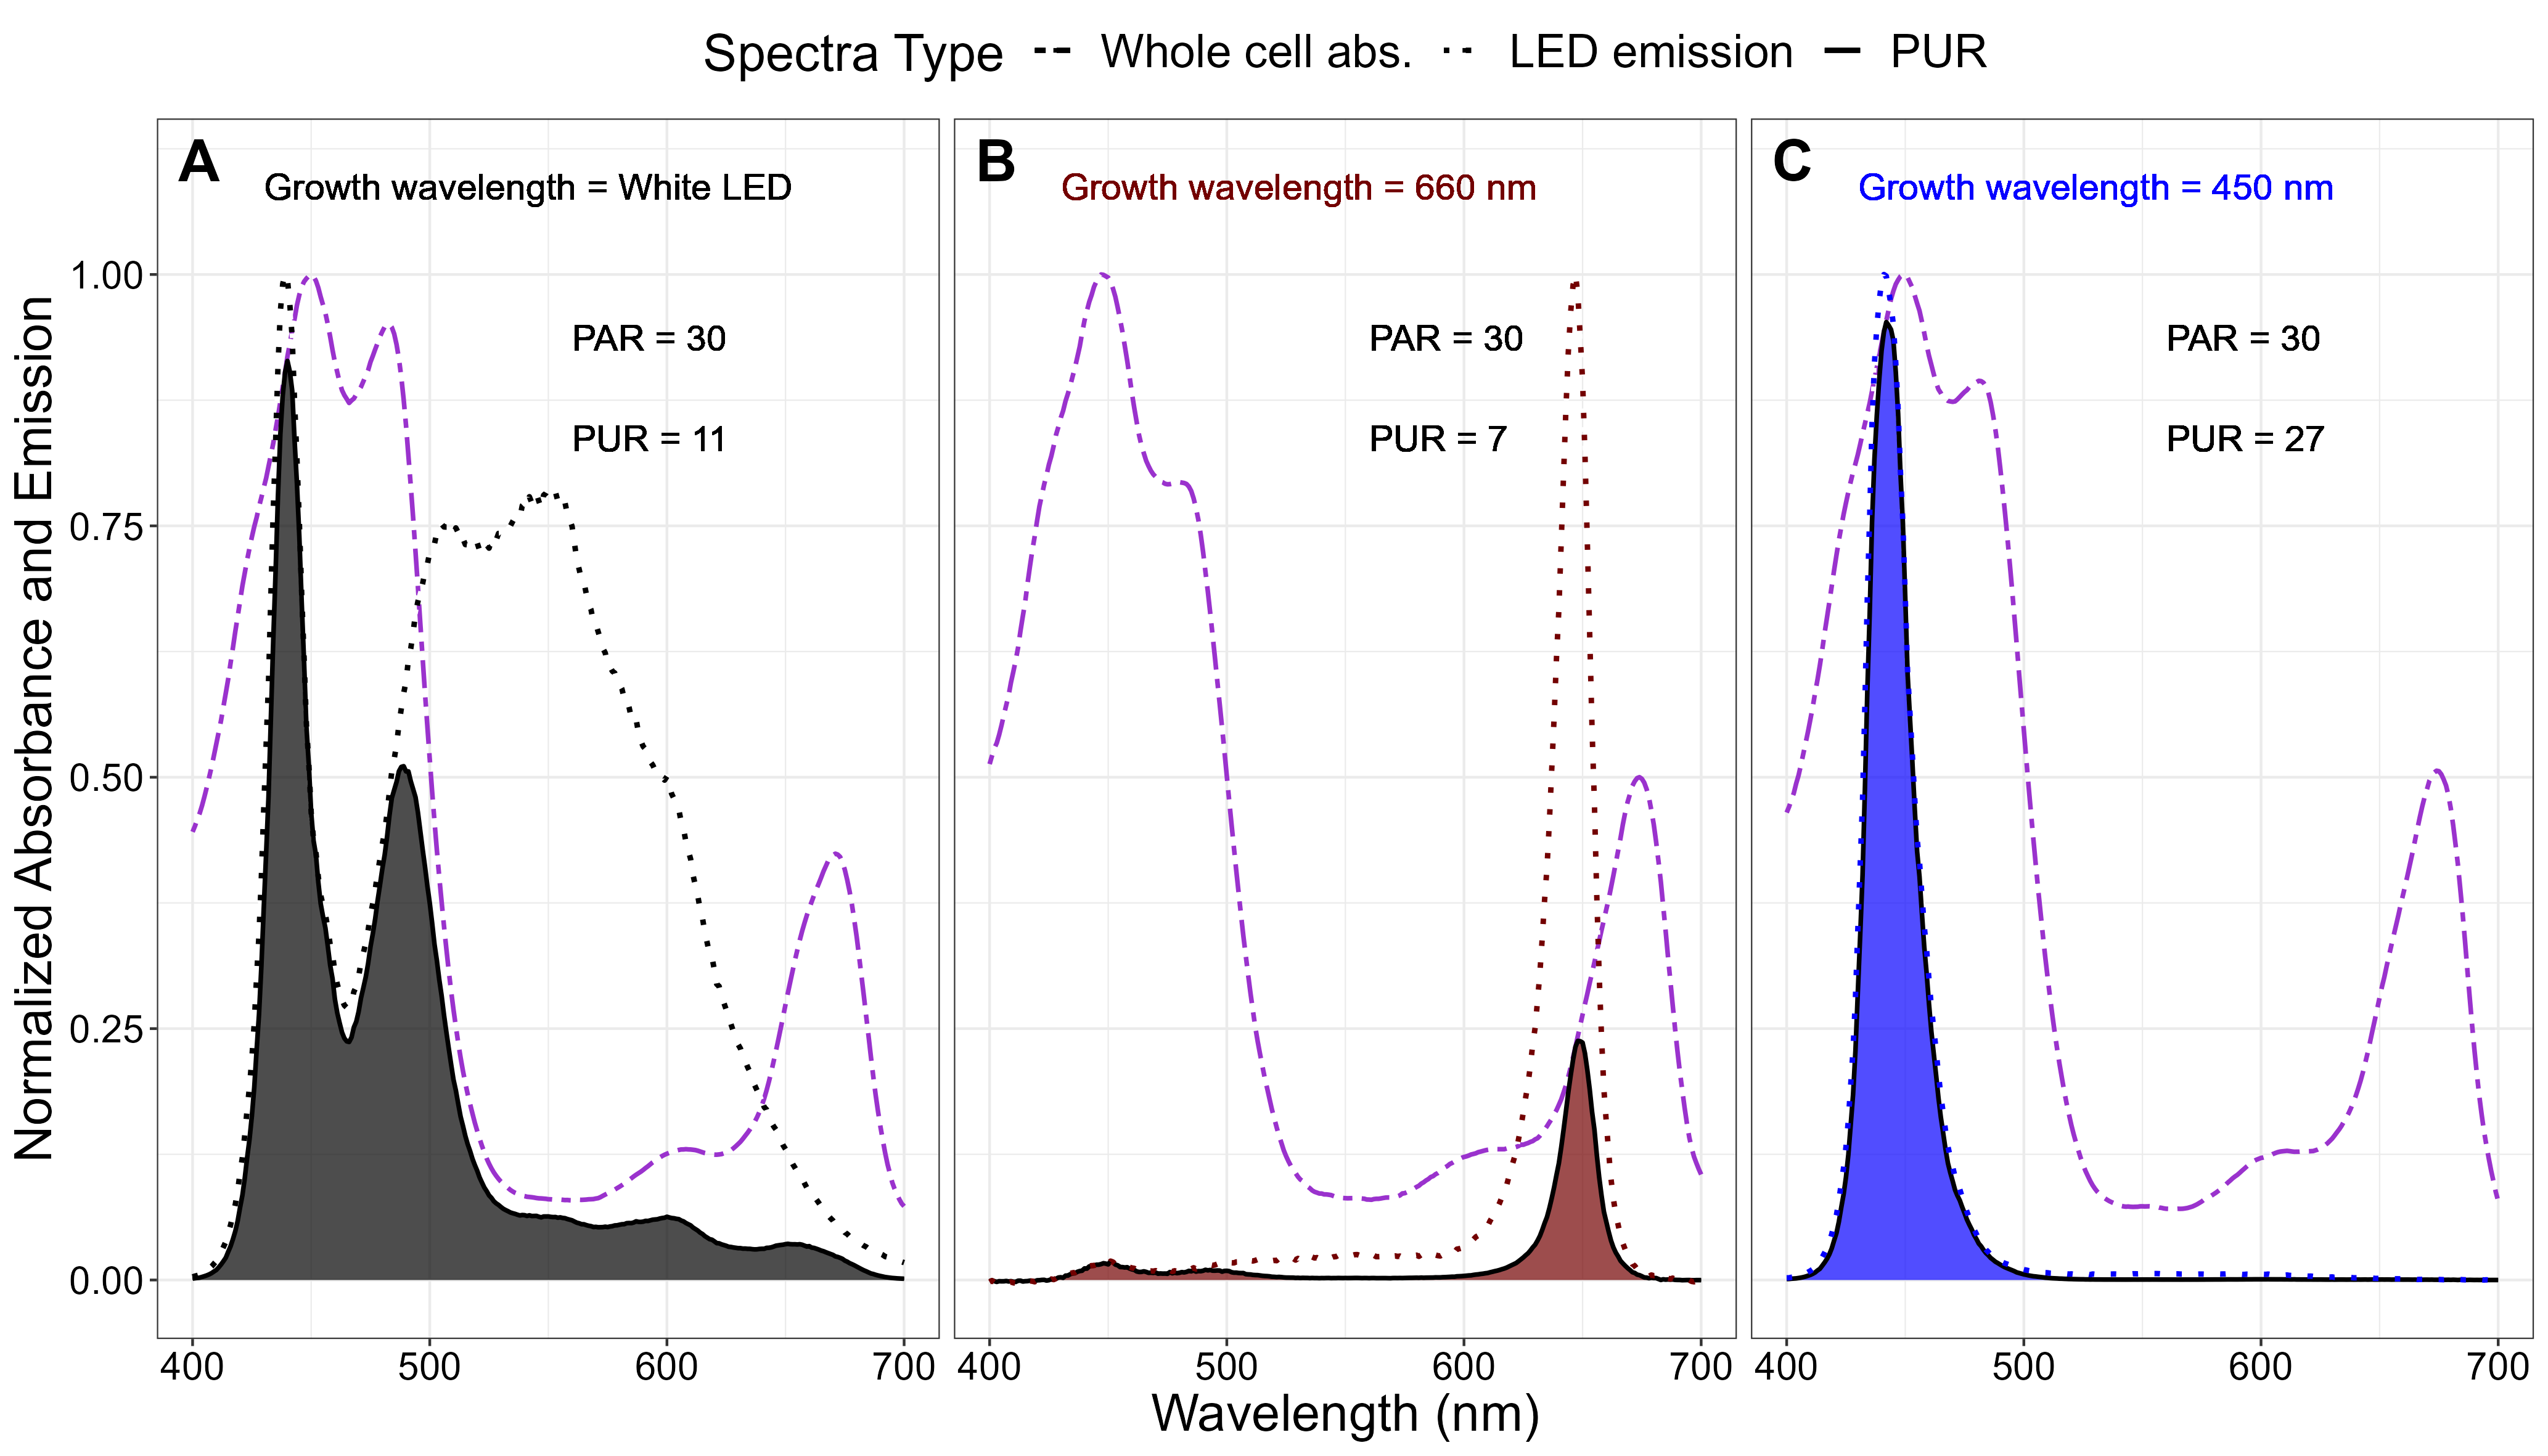 Spectra Type Whole cell abs. LED emission PUR
A
Growth wavelength = White LED
PAR = 30
PUR = 11
B
Growth wavelength = 660 nm
PAR = 30
PUR = 7
C
Growth wavelength = 450 nm
PAR = 30
PUR = 27
Normalized Absorbance and Emission
1.00
0.75
0.50
0.25
0.00
400 500 600 700
400 500 600 700
400 500 600 700
Wavelength (nm)